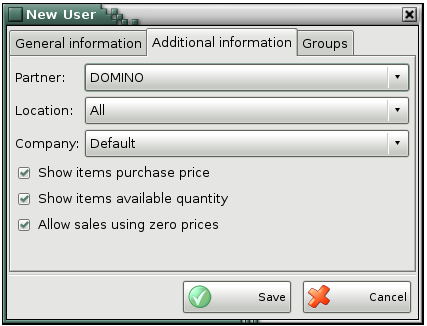 New User
General information Additional information Groups
Partner: DOMINO
Location: All
Company: Default
Show items purchase price
Show items available quantity
Allow sales using zero prices
Save Cancel